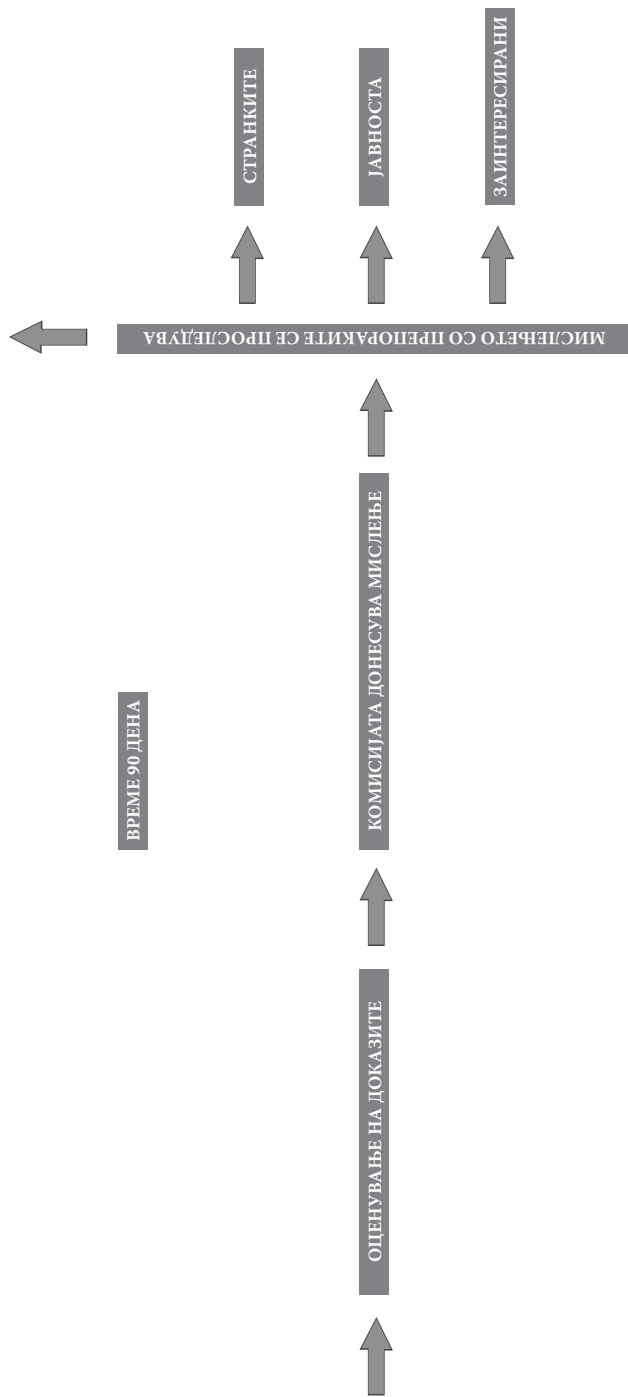 ВРЕМЕ 90 ДЕНА
ОЦЕНУВАЊЕ НА ДОКАЗИТЕ
КОМИСИЈАТА ДОНЕСУВА МИСЛЕЊЕ
МИСЛЕЊЕТО СО ПРЕПОРАКИТЕ СЕ ПРОСЛЕДУВА
СТРАНКИТЕ
ЈАВНОСТА
ЗАИНТЕРЕСИРАНИ